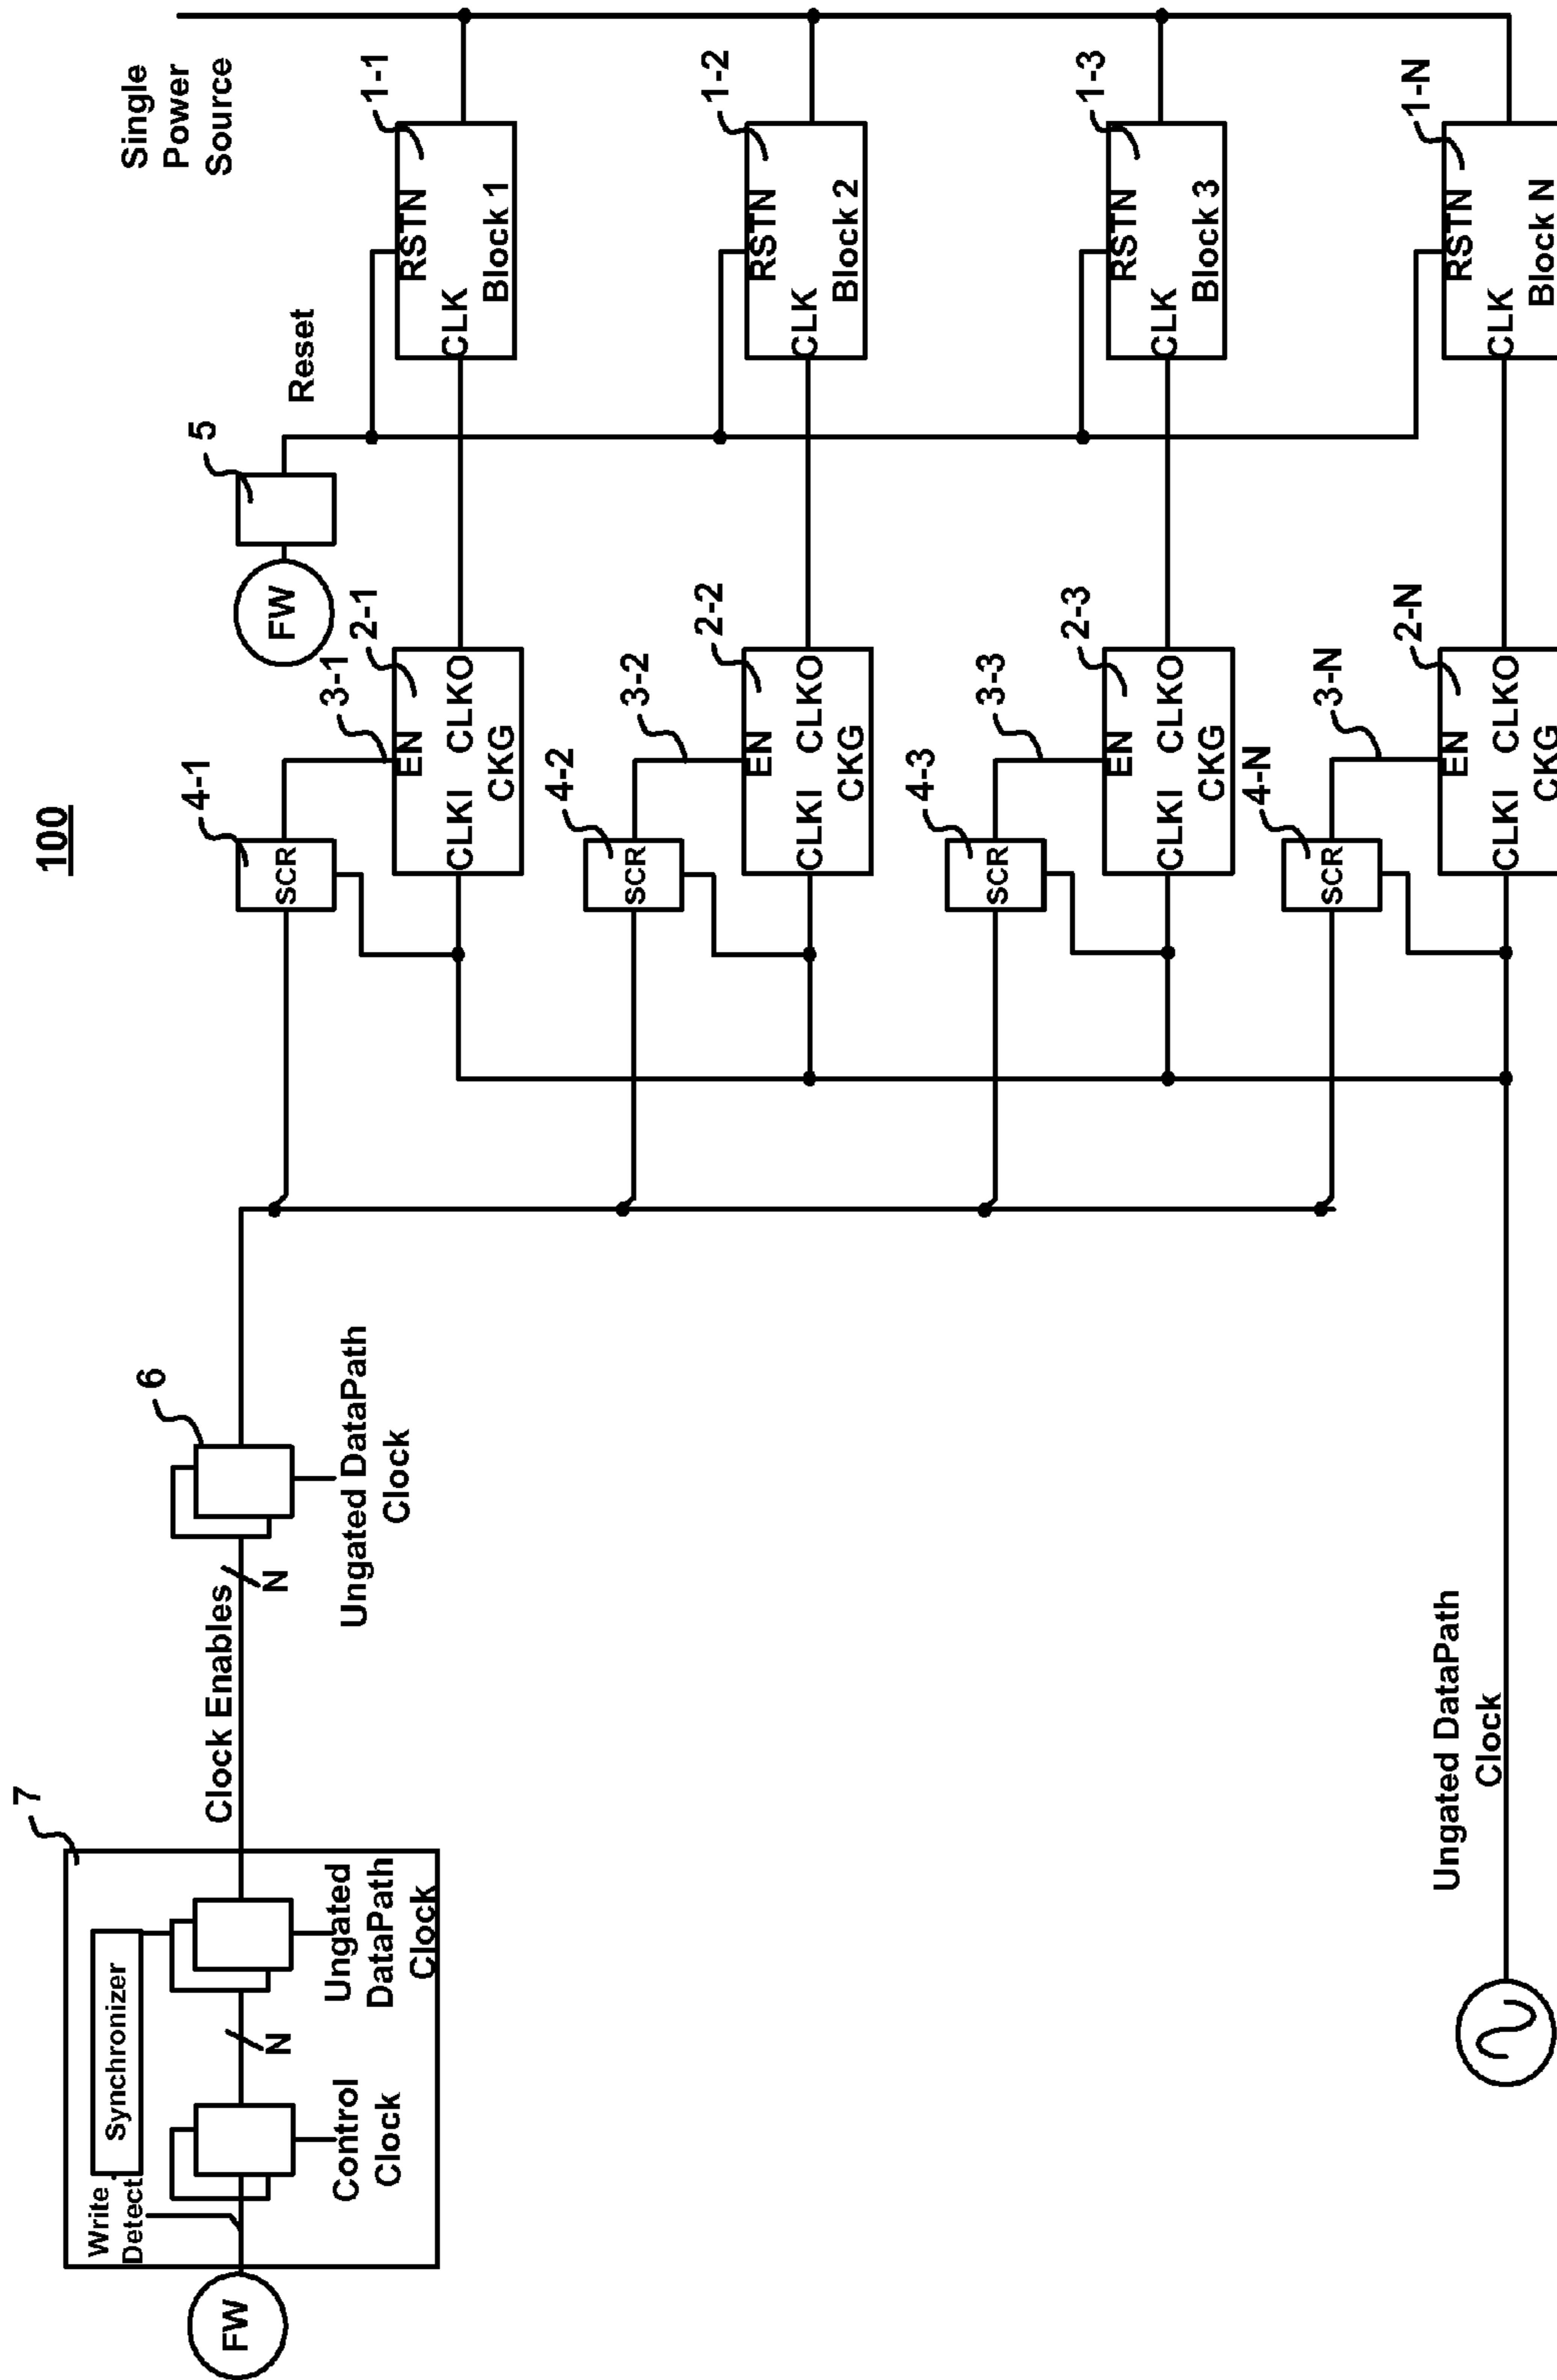 100
Single
Power
Source
1-1
RSTN
CLK
Block 1
1-2
RSTN
CLK
Block 2
1-3
RSTN
CLK
Block 3
1-N
RSTN
CLK
Block N
Reset
5
FW
4-1
SCR
3-1
2-1
EN
CLKI CLKO
CKG
4-2
SCR
3-2
2-2
EN
CLKI CLKO
CKG
4-3
SCR
3-3
2-3
EN
CLKI CLKO
CKG
4-N
SCR
3-N
2-N
EN
CLKI CLKO
CKG
6
Ungated DataPath
Clock
Clock Enables
N
7
Synchronizer
Write
Detect
Ungated
DataPath
Clock
N
Control
Clock
FW
Ungated DataPath
Clock